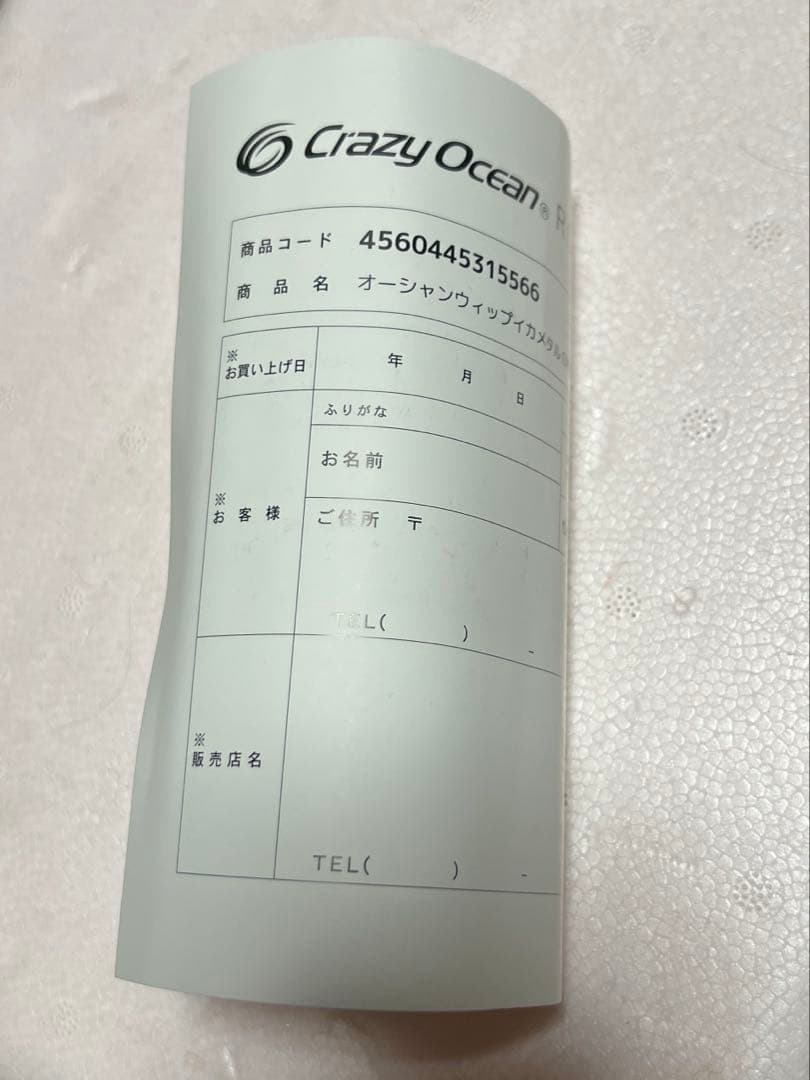 Crazy Ocean®
商品コード 4560445315566
商品名 オーシャンウィップイカメタル
※
お買い上げ日 年 月 日
ふりがな
お名前
※
お客様
ご住所 〒
TEL( ) -
※
販売店名
TEL( ) -